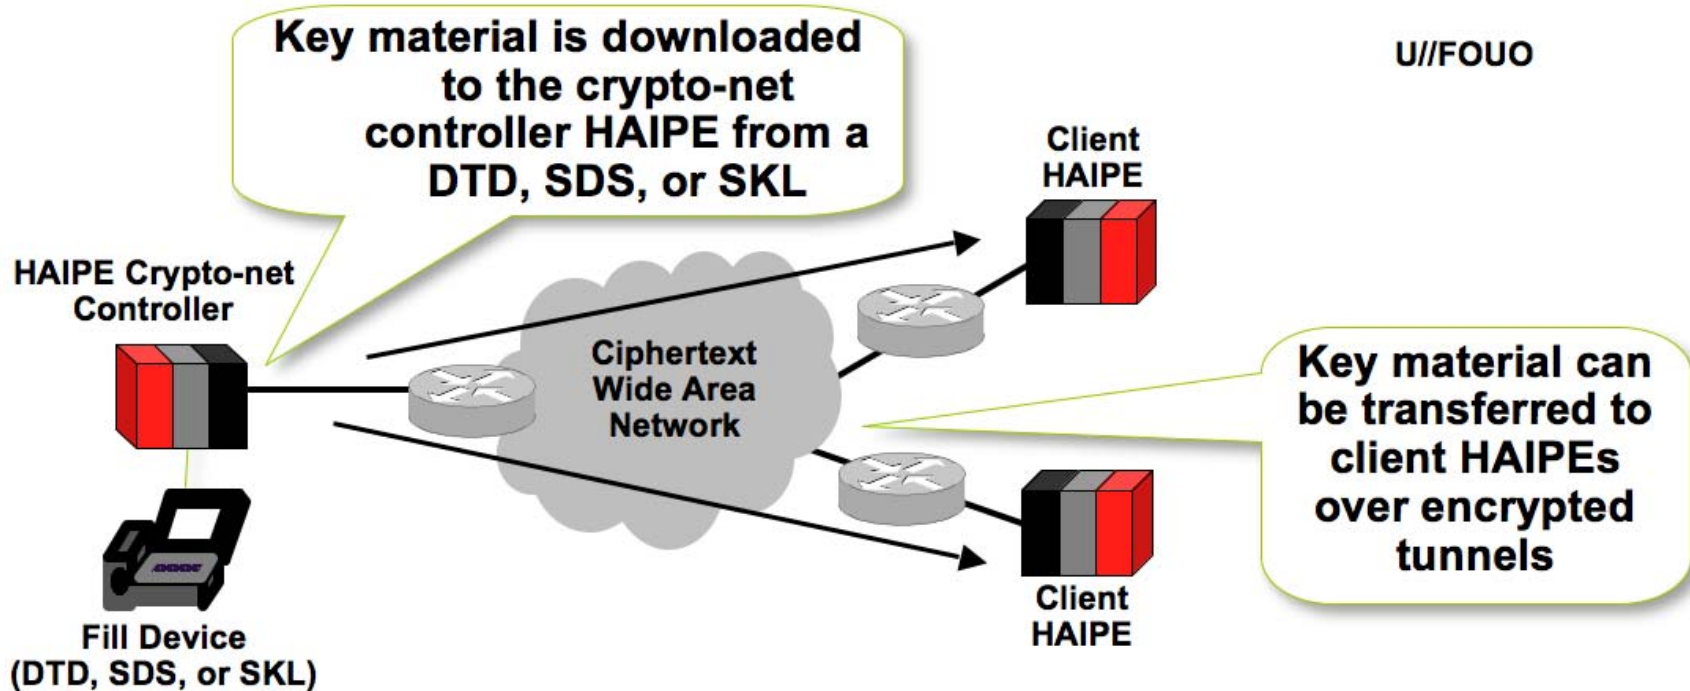 Key material is downloaded
to the crypto-net
controller HAIPE from a
DTD, SDS, or SKL
U//FOUO
Client
HAIPE
HAIPE Crypto-net
Controller
Ciphertext
Wide Area
Network
Key material can
be transferred to
client HAIPEs
over encrypted
tunnels
Client
HAIPE
Fill Device
(DTD, SDS, or SKL)